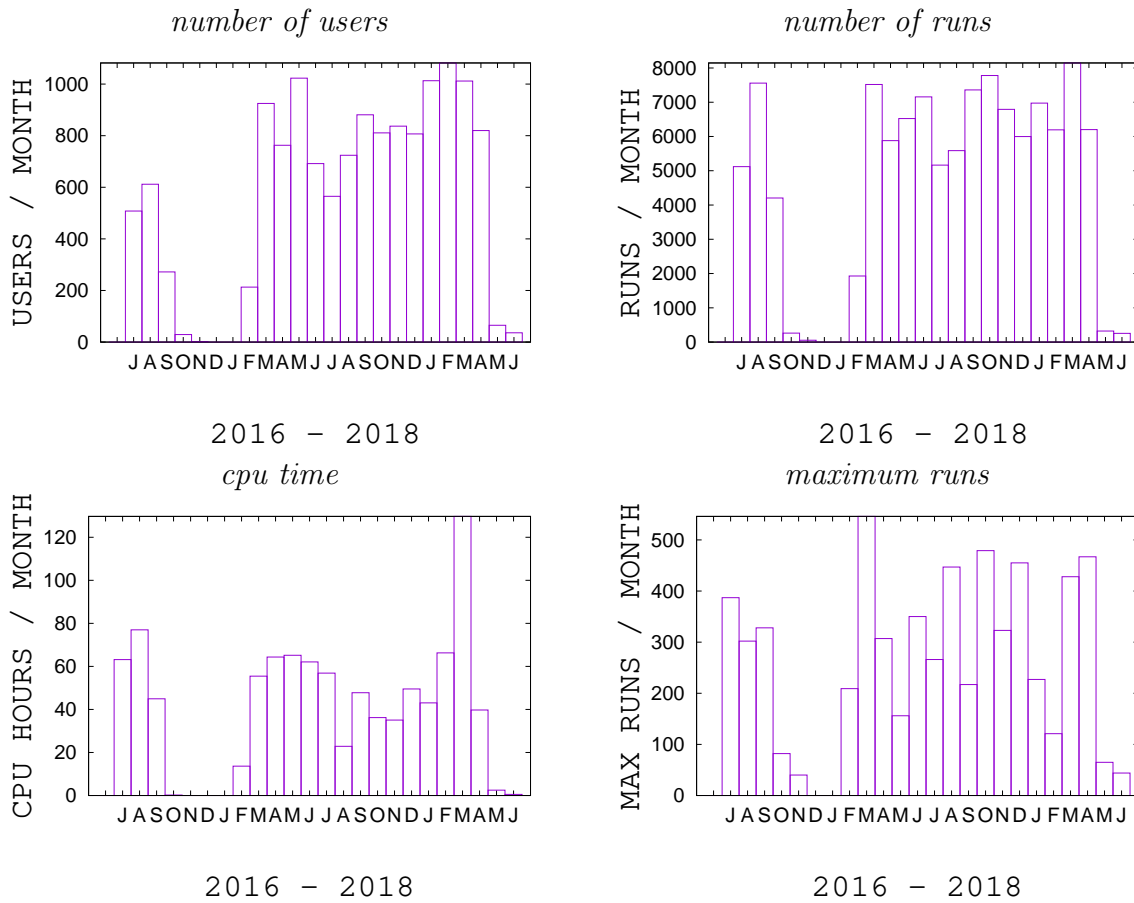 number of users
USERS / MONTH
1000
800
600
400
200
0
J A S O N D J F M A M J J A S O N D J F M A M J
2016 – 2018
number of runs
RUNS / MONTH
8000
7000
6000
5000
4000
3000
2000
1000
0
J A S O N D J F M A M J J A S O N D J F M A M J
2016 – 2018
cpu time
CPU HOURS / MONTH
120
100
80
60
40
20
0
J A S O N D J F M A M J J A S O N D J F M A M J
2016 – 2018
maximum runs
MAX RUNS / MONTH
500
400
300
200
100
0
J A S O N D J F M A M J J A S O N D J F M A M J
2016 – 2018